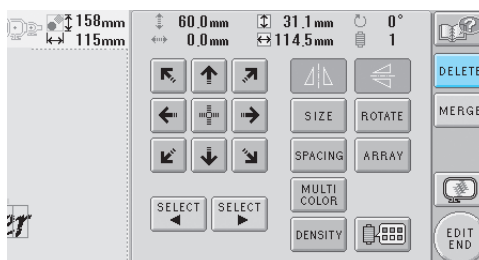 158mm
115mm
60.0mm 31.1mm 0°
0.0mm 114.5mm 1
DELETE
MERGE
SIZE ROTATE
SPACING ARRAY
MULTI
COLOR
SELECT SELECT
DENSITY
EDIT
END